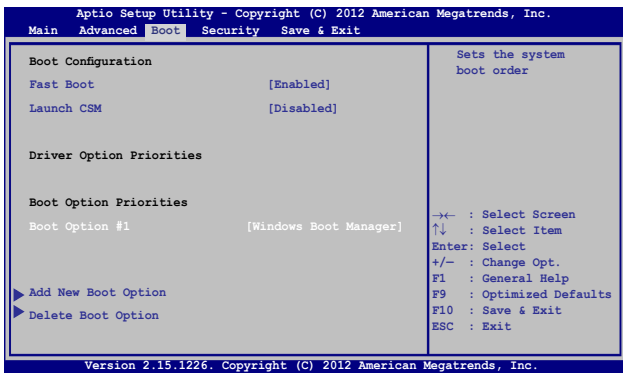 Aptio Setup Utility - Copyright (C) 2012 American Megatrends, Inc.
Main Advanced Boot Security Save & Exit
Boot Configuration
Fast Boot [Enabled]
Launch CSM [Disabled]
Driver Option Priorities
Boot Option Priorities
Boot Option #1 [Windows Boot Manager]
Add New Boot Option
Delete Boot Option
Sets the system
boot order
→← : Select Screen
↑↓ : Select Item
Enter: Select
+/— : Change Opt.
F1 : General Help
F9 : Optimized Defaults
F10 : Save & Exit
ESC : Exit
Version 2.15.1226. Copyright (C) 2012 American Megatrends, Inc.